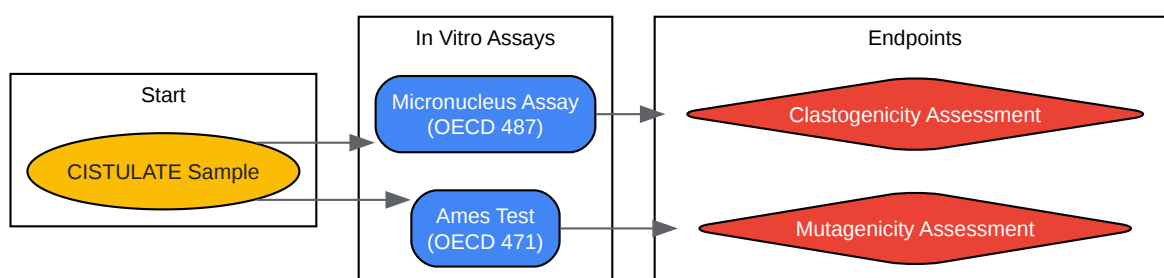 Start
CISTULATE Sample
In Vitro Assays
Micronucleus Assay
(OECD 487)
Ames Test
(OECD 471)
Endpoints
Clastogenicity Assessment
Mutagenicity Assessment